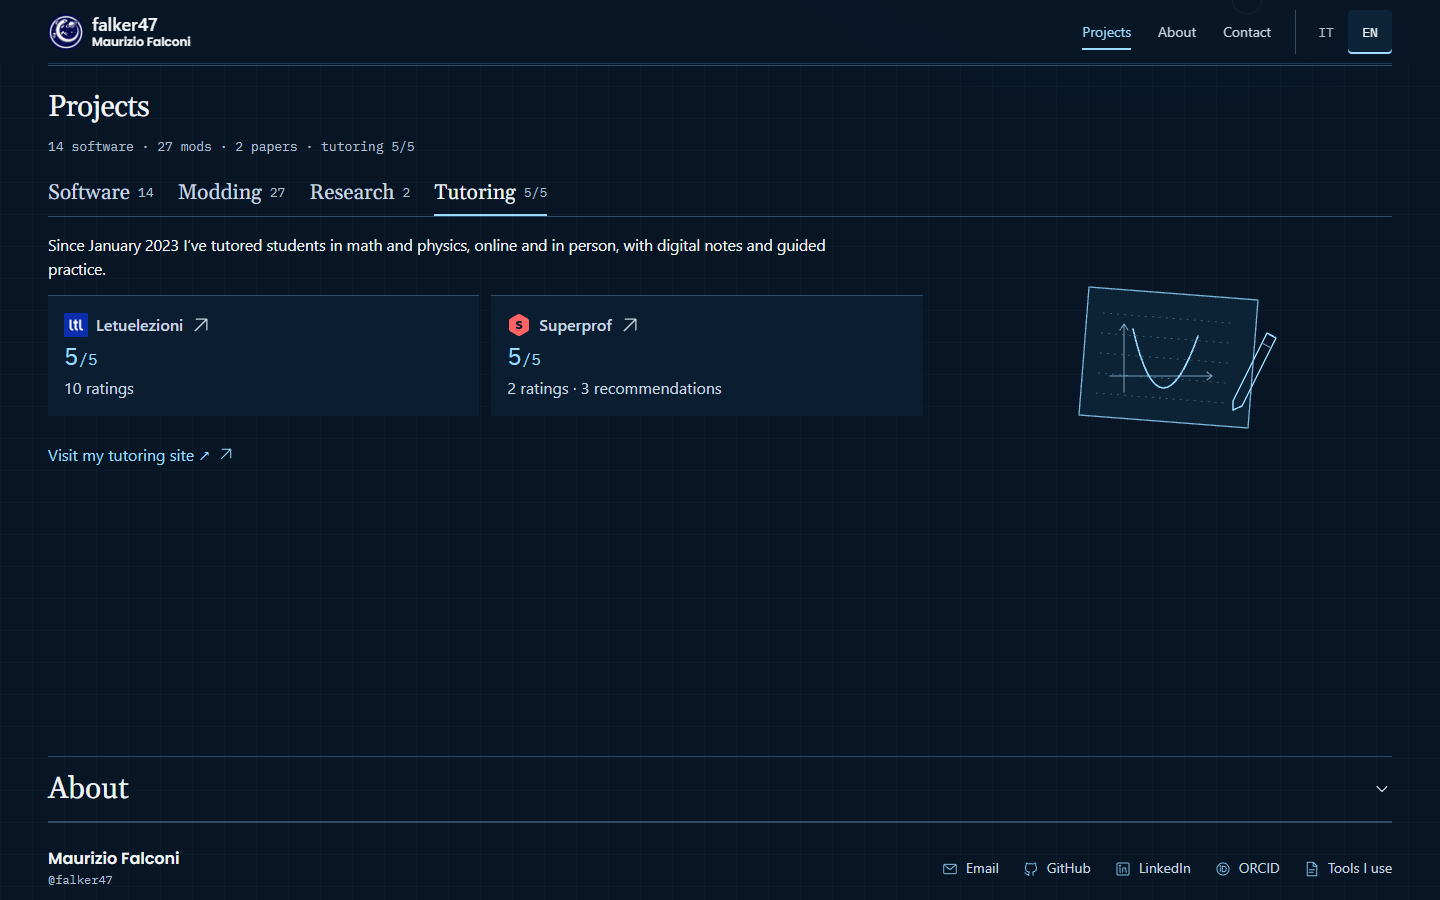 falker47
Maurizio Falconi
Projects
About
Contact
IT
EN
Projects
14 software · 27 mods · 2 papers · tutoring 5/5
Software 14
Modding 27
Research 2
Tutoring 5/5
Since January 2023 I’ve tutored students in math and physics, online and in person, with digital notes and guided
practice.
ltl Letuelezioni
5/5
10 ratings
S Superprof
5/5
2 ratings · 3 recommendations
Visit my tutoring site ↗
About
Maurizio Falconi
@falker47
Email
GitHub
LinkedIn
iD ORCID
Tools I use